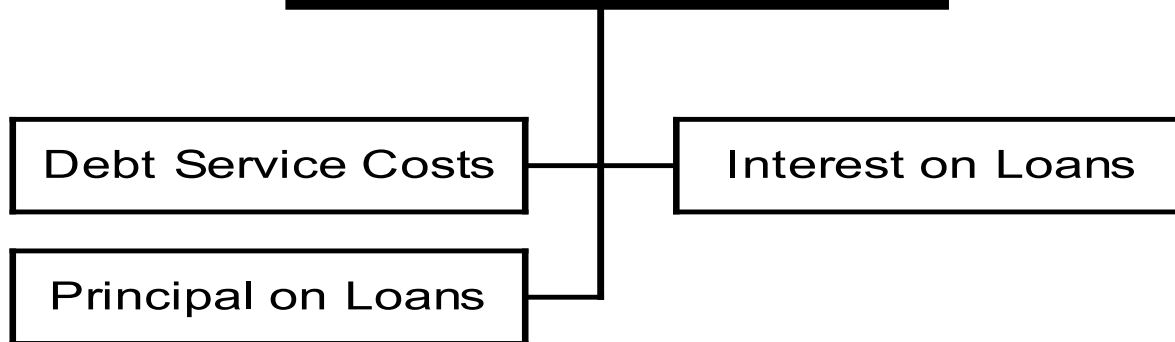 Debt Service Costs
Interest on Loans
Principal on Loans